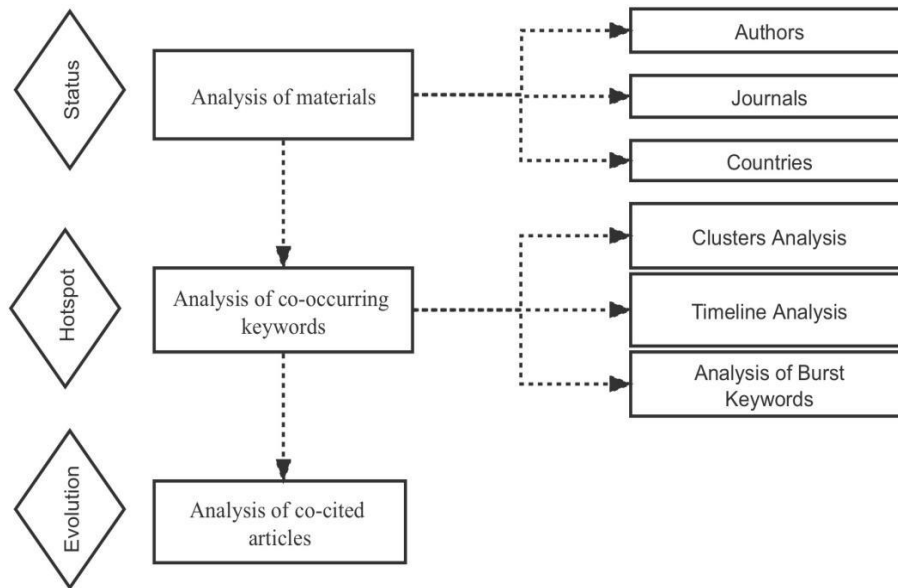 Status
Analysis of materials
Authors
Journals
Countries
Hotspot
Analysis of co-occurring
keywords
Clusters Analysis
Timeline Analysis
Analysis of Burst
Keywords
Evolution
Analysis of co-cited
articles